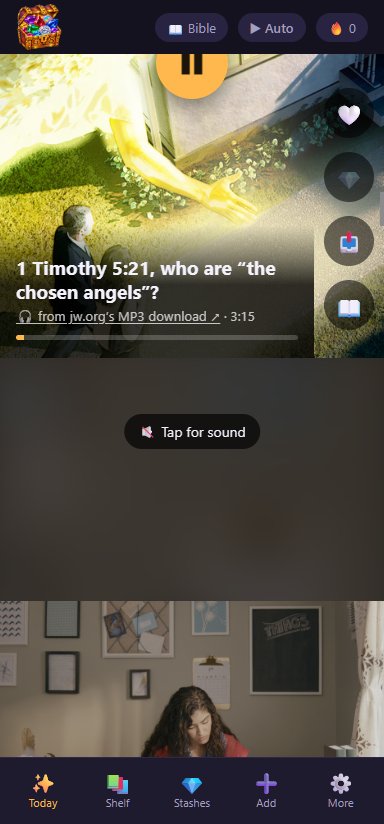 Bible
Auto
0
1 Timothy 5:21, who are “the
chosen angels”?
from jw.org’s MP3 download ↗ · 3:15
Tap for sound
THINGS
Today
Shelf
Stashes
Add
More